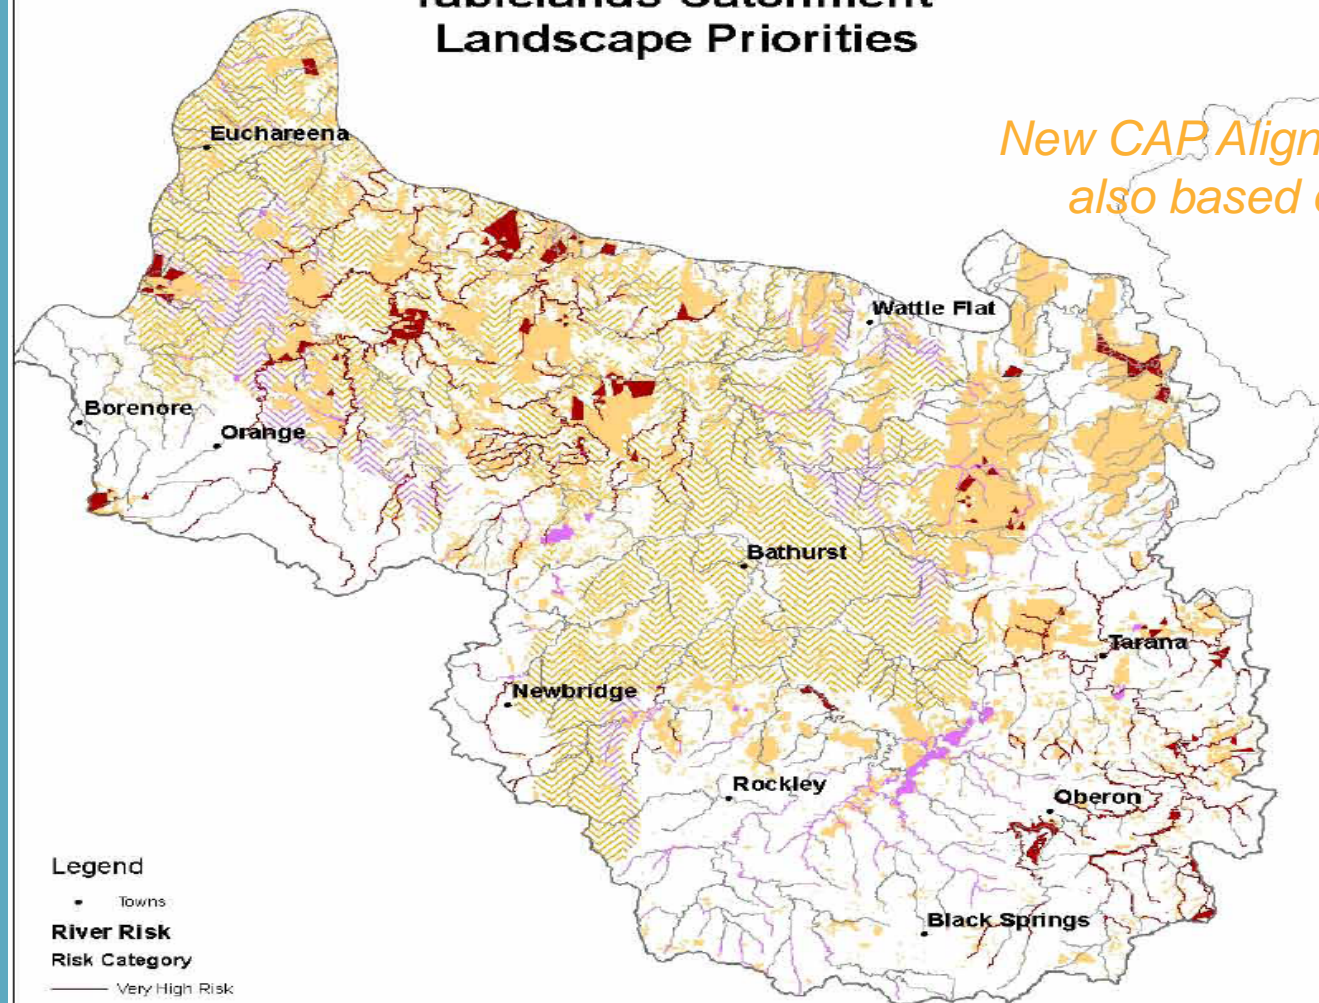 Landscape Priorities
New CAP Align
also based
Euchareena
Wattle Flat
Borenore
Orange
Bathurst
Tarana
Newbridge
Rockley
Oberon
Black Springs
Legend
Towns
River Risk
Risk Category
Very High Risk